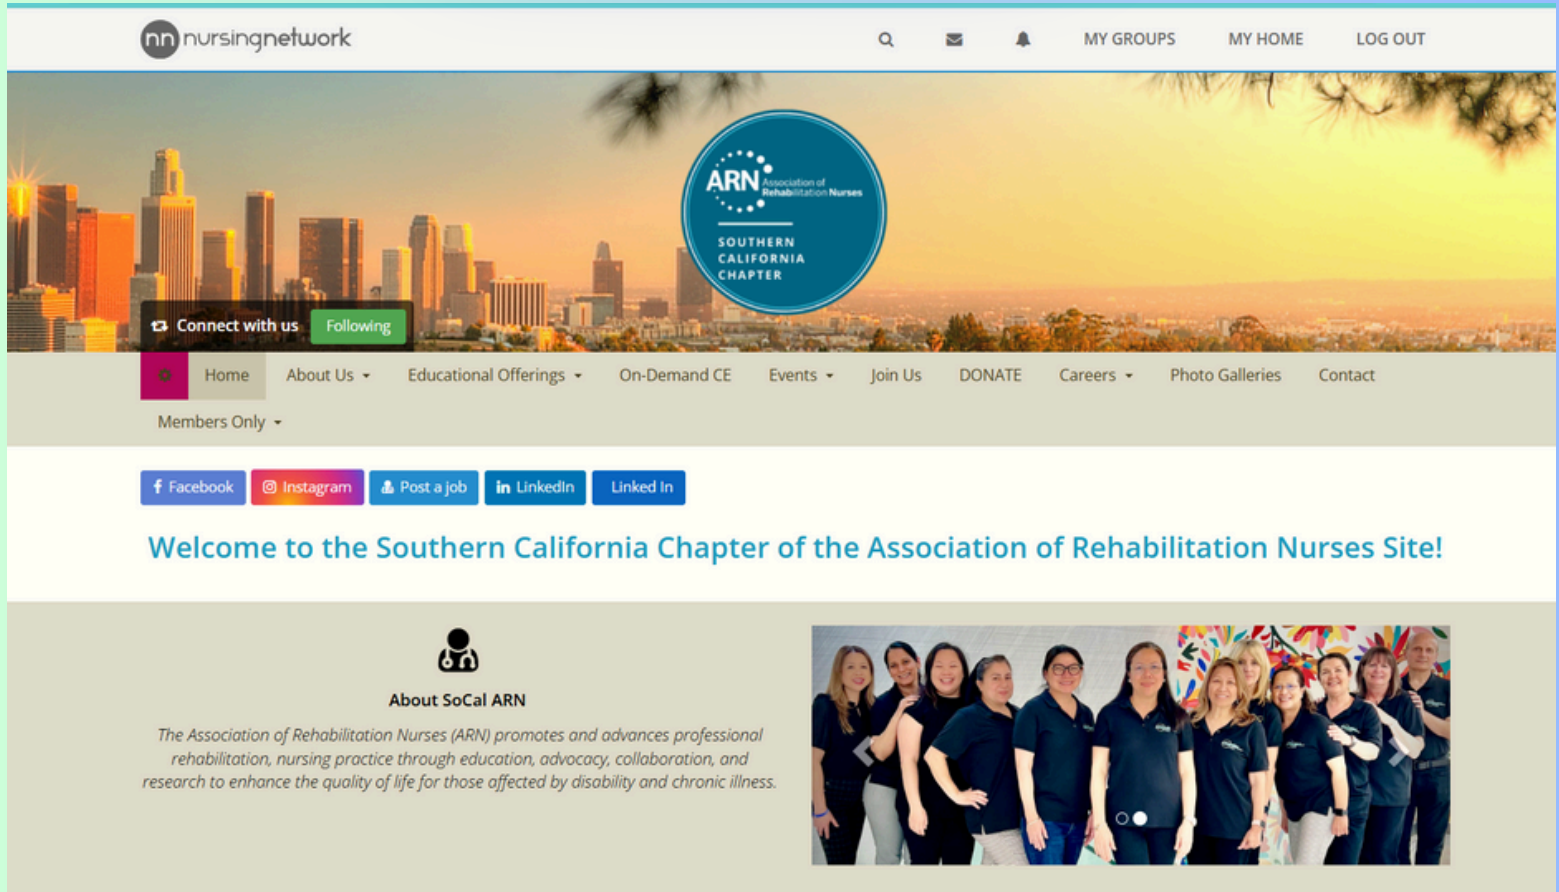 nn nursingnetwork
MY GROUPS
MY HOME
LOG OUT
ARN Association of
Rehabilitation Nurses
SOUTHERN
CALIFORNIA
CHAPTER
Connect with us
Following
Home
About Us
Educational Offerings
On-Demand CE
Events
Join Us
DONATE
Careers
Photo Galleries
Contact
Members Only
Facebook
Instagram
Post a job
in LinkedIn
Linked In
Welcome to the Southern California Chapter of the Association of Rehabilitation Nurses Site!
About SoCal ARN
The Association of Rehabilitation Nurses (ARN) promotes and advances professional
rehabilitation, nursing practice through education, advocacy, collaboration, and
research to enhance the quality of life for those affected by disability and chronic illness.